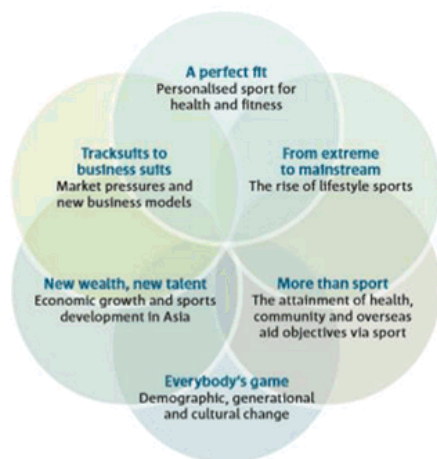 A perfect fit
Personalised sport for
health and fitness
Tracksuits to
business suits
Market pressures and
new business models
From extreme
to mainstream
The rise of lifestyle sports
New wealth, new talent
Economic growth and sports
development in Asia
More than sport
The attainment of health,
community and overseas
aid objectives via sport
Everybody's game
Demographic, generational
and cultural change